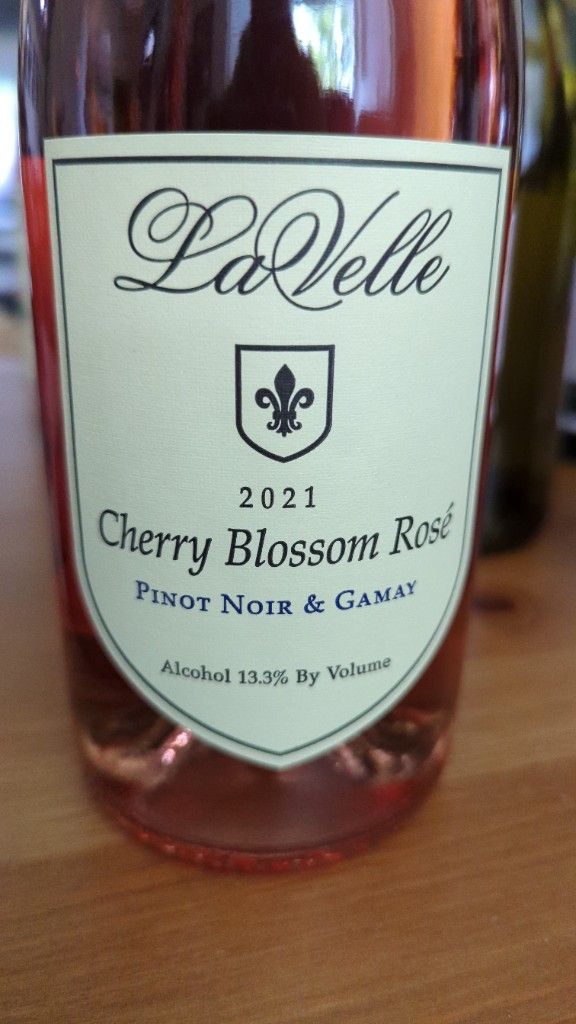 LaVelle
2021
Cherry Blossom Rosé
Pinot Noir & Gamay
Alcohol 13.3% By Volume